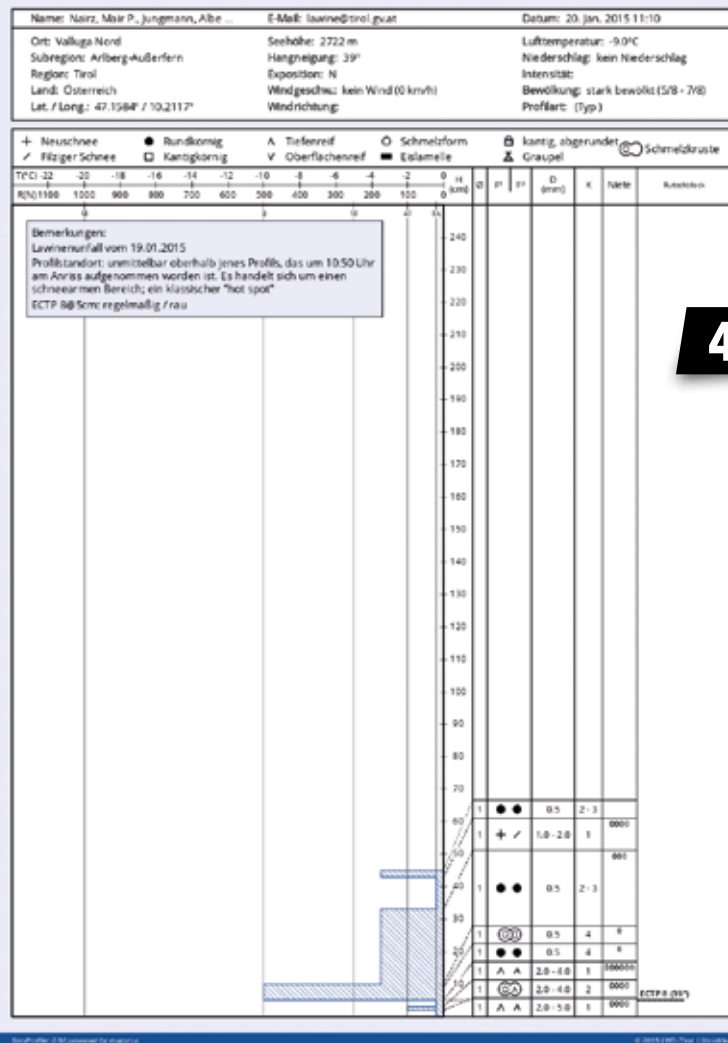 Name: Nairz, Mair P., Jungmann, Albe ... E-Mail: lawine@tirol.gv.at Datum: 20. Jan. 2015 11:10
Ort: Valluga Nord Seehöhe: 2722 m Lufttemperatur: -9.0°C
Subregion: Arlberg-Außerfern Hangneigung: 39° Niederschlag: kein Niederschlag
Region: Tirol Exposition: N Intensität:
Land: Österreich Windgeschw.: kein Wind (0 km/h) Bewölkung: stark bewölkt (5/8 - 7/8)
Lat. / Long.: 47.1584° / 10.2117° Windrichtung: Profilart: (Typ )
Neuschnee Rundkörnig Tiefenreif Schmelzform kantig, abgerundet Schmelzkruste
Filziger Schnee Kantigkörnig Oberflächenreif Eislamelle Graupel
T(°C) -22 -20 -18 -16 -14 -12 -10 -8 -6 -4 -2 0 H (cm) D (mm) K
R(N) 1100 1000 900 800 700 600 500 400 300 200 100 0
Bemerkungen:
Lawinenunfall vom 19.01.2015
Profilstandort: unmittelbar oberhalb jenes Profils, das um 10:50 Uhr
am Anriss aufgenommen worden ist. Es handelt sich um einen
schneearmen Bereich; ein klassischer "hot spot"
ECTP 8@5cm: regelmäßig / rau
240
230
220
210
200
4
190
180
170
160
150
140
130
120
110
100
90
80
70
60
50
40
30
20
10
1 0.5 2 - 3
1 1.0 - 2.0 1
1 0.5 2 - 3
1 0.5 4
1 0.5 4
1 2.0 - 4.0 1
1 2.0 - 4.0 2
1 2.0 - 5.0 1